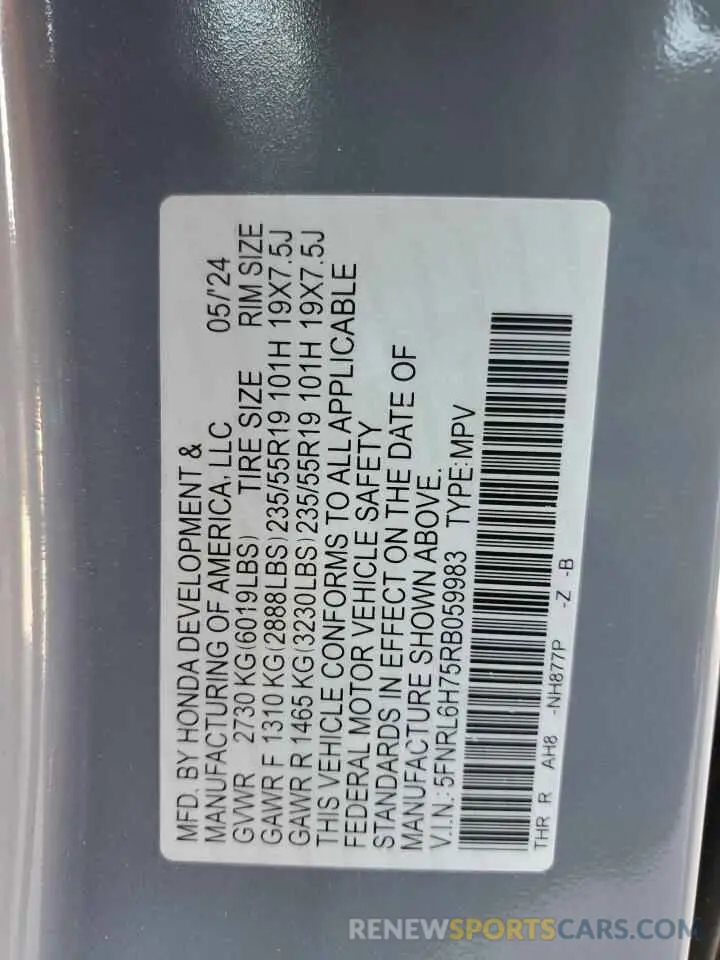 MFD. BY HONDA DEVELOPMENT &
MANUFACTURING OF AMERICA, LLC 05/'24
GVWR 2730 KG(6019LBS) TIRE SIZE RIM SIZE
GAWR F 1310 KG(2888LBS) 235/55R19 101H 19X7.5J
GAWR R 1465 KG(3230LBS) 235/55R19 101H 19X7.5J
THIS VEHICLE CONFORMS TO ALL APPLICABLE
FEDERAL MOTOR VEHICLE SAFETY
STANDARDS IN EFFECT ON THE DATE OF
MANUFACTURE SHOWN ABOVE.
V.I.N.: 5FNRL6H75RB059983 TYPE: MPV
THR R AH8 -NH877P -Z -B
RENEWSPORTSCARS.COM